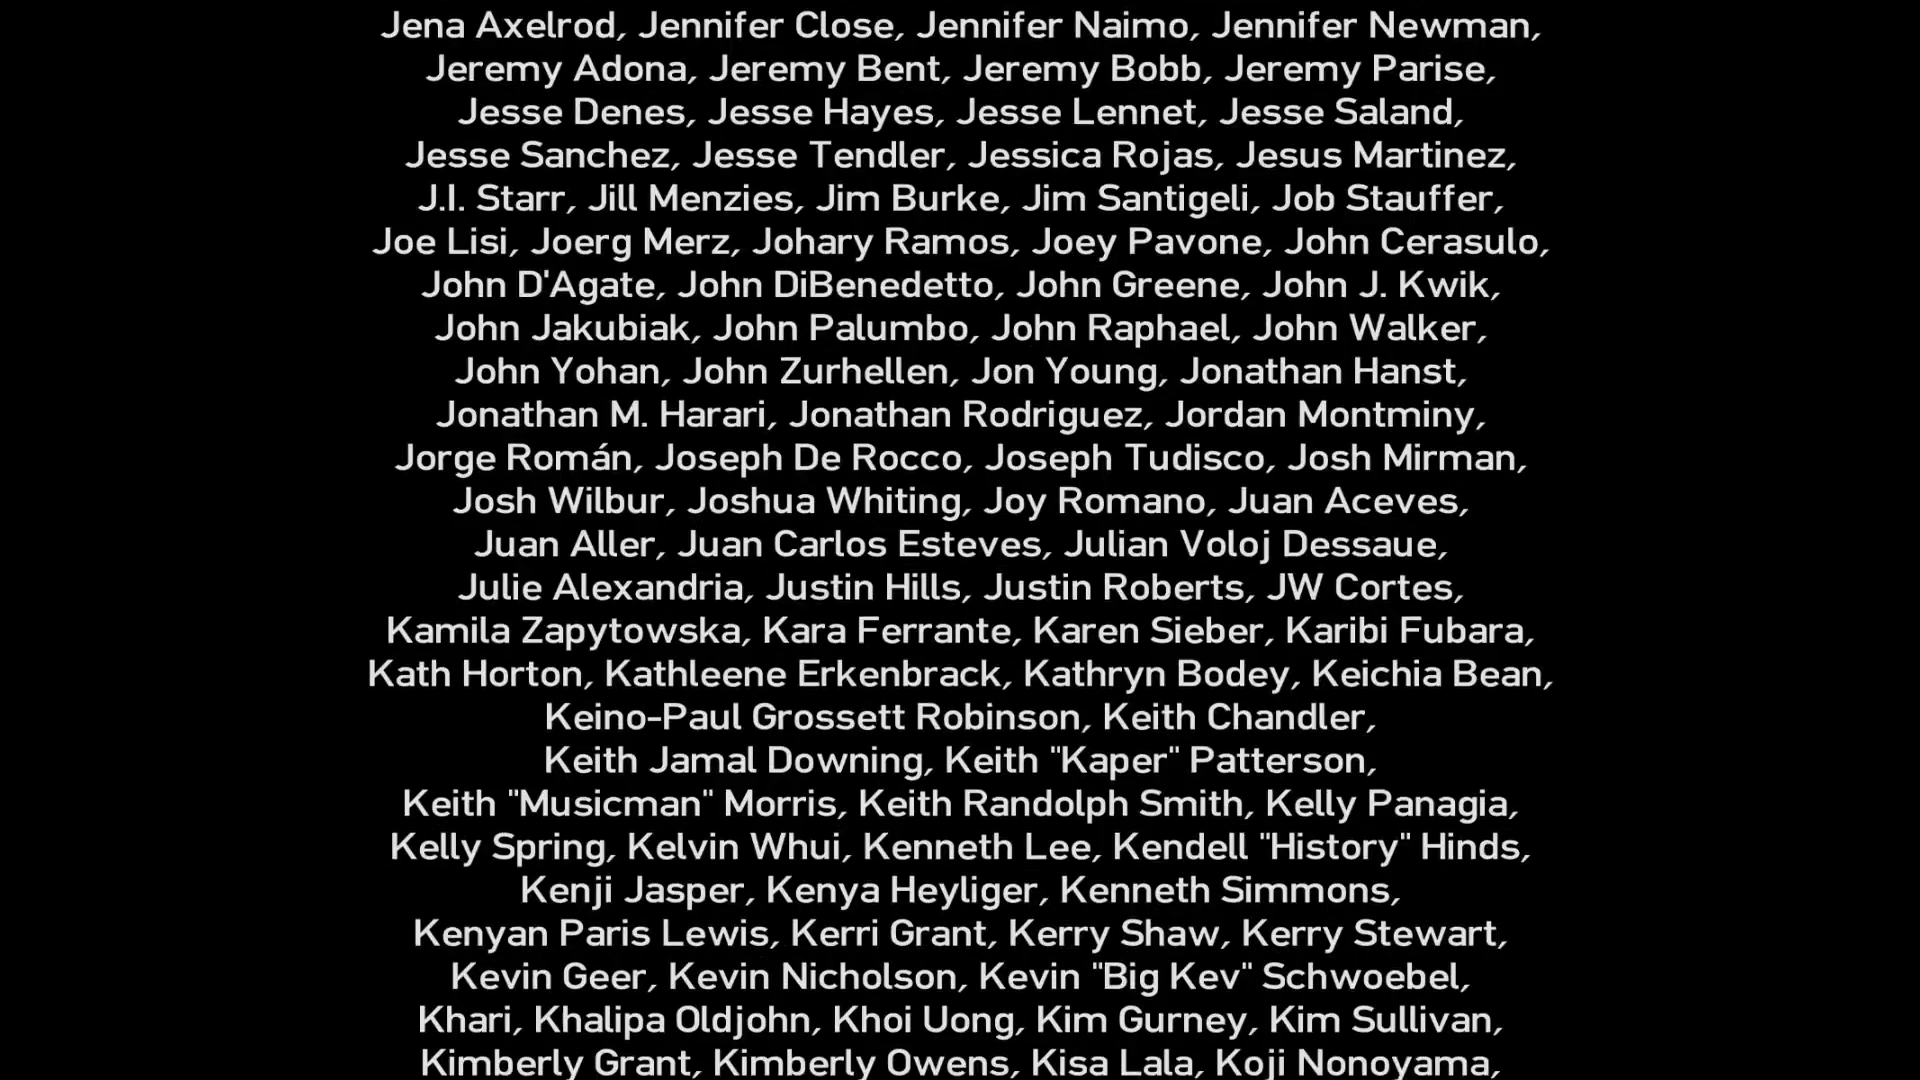 Jena Axelrod, Jennifer Close, Jennifer Naimo, Jennifer Newman,
Jeremy Adona, Jeremy Bent, Jeremy Bobb, Jeremy Parise,
Jesse Denes, Jesse Hayes, Jesse Lennet, Jesse Saland,
Jesse Sanchez, Jesse Tendler, Jessica Rojas, Jesus Martinez,
J.I. Starr, Jill Menzies, Jim Burke, Jim Santigeli, Job Stauffer,
Joe Lisi, Joerg Merz, Johary Ramos, Joey Pavone, John Cerasulo,
John D'Agate, John DiBenedetto, John Greene, John J. Kwik,
John Jakubiak, John Palumbo, John Raphael, John Walker,
John Yohan, John Zurhellen, Jon Young, Jonathan Hanst,
Jonathan M. Harari, Jonathan Rodriguez, Jordan Montminy,
Jorge Román, Joseph De Rocco, Joseph Tudisco, Josh Mirman,
Josh Wilbur, Joshua Whiting, Joy Romano, Juan Aceves,
Juan Aller, Juan Carlos Esteves, Julian Voloj Dessaue,
Julie Alexandria, Justin Hills, Justin Roberts, JW Cortes,
Kamila Zapytowska, Kara Ferrante, Karen Sieber, Karibi Fubara,
Kath Horton, Kathleene Erkenbrack, Kathryn Bodey, Keichia Bean,
Keino-Paul Grossett Robinson, Keith Chandler,
Keith Jamal Downing, Keith "Kaper" Patterson,
Keith "Musicman" Morris, Keith Randolph Smith, Kelly Panagia,
Kelly Spring, Kelvin Whui, Kenneth Lee, Kendell "History" Hinds,
Kenji Jasper, Kenya Heyliger, Kenneth Simmons,
Kenyan Paris Lewis, Kerri Grant, Kerry Shaw, Kerry Stewart,
Kevin Geer, Kevin Nicholson, Kevin "Big Kev" Schwoebel,
Khari, Khalipa Oldjohn, Khoi Uong, Kim Gurney, Kim Sullivan,
Kimberly Grant, Kimberly Owens, Kisa Lala, Koji Nonoyama,